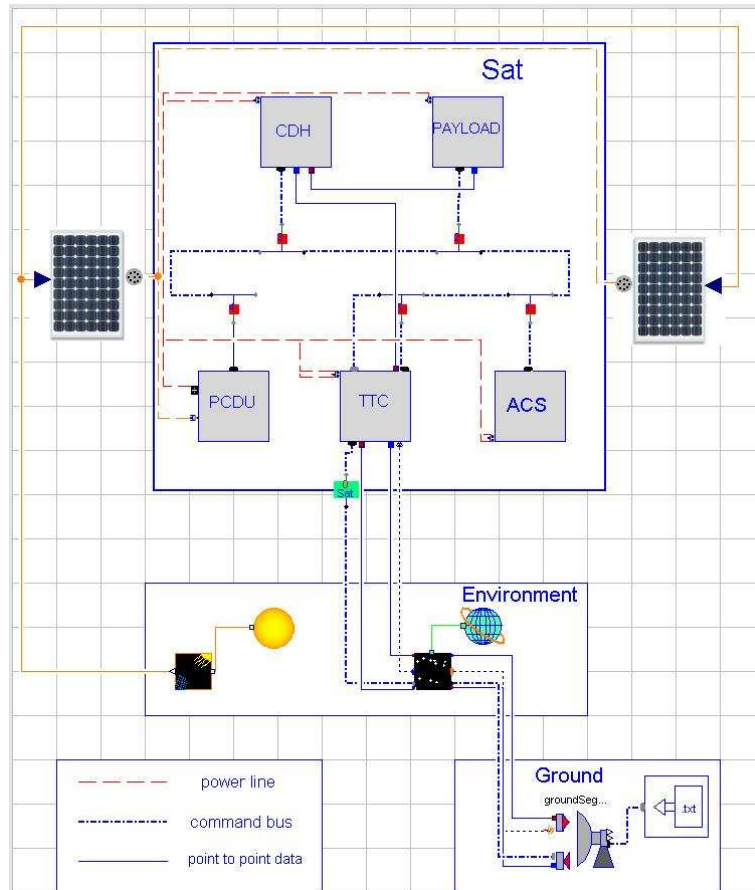 Sat
CDH
PAYLOAD
PCDU
TTC
ACS
0
Sat
Environment
power line
command bus
point to point data
Ground
groundSeg...
.txt